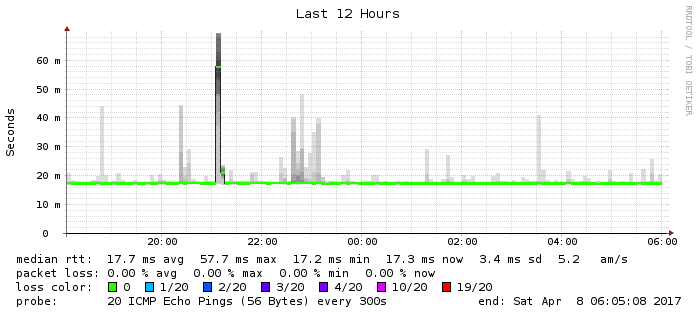 Last 12 Hours
RRDTOOL / TOBI OETIKER
Seconds
60 m
50 m
40 m
30 m
20 m
10 m
0
20:00 22:00 00:00 02:00 04:00 06:00
median rtt: 17.7 ms avg 57.7 ms max 17.2 ms min 17.3 ms now 3.4 ms sd 5.2 am/s
packet loss: 0.00 % avg 0.00 % max 0.00 % min 0.00 % now
loss color: 0 1/20 2/20 3/20 4/20 10/20 19/20
probe: 20 ICMP Echo Pings (56 Bytes) every 300s end: Sat Apr 8 06:05:08 2017